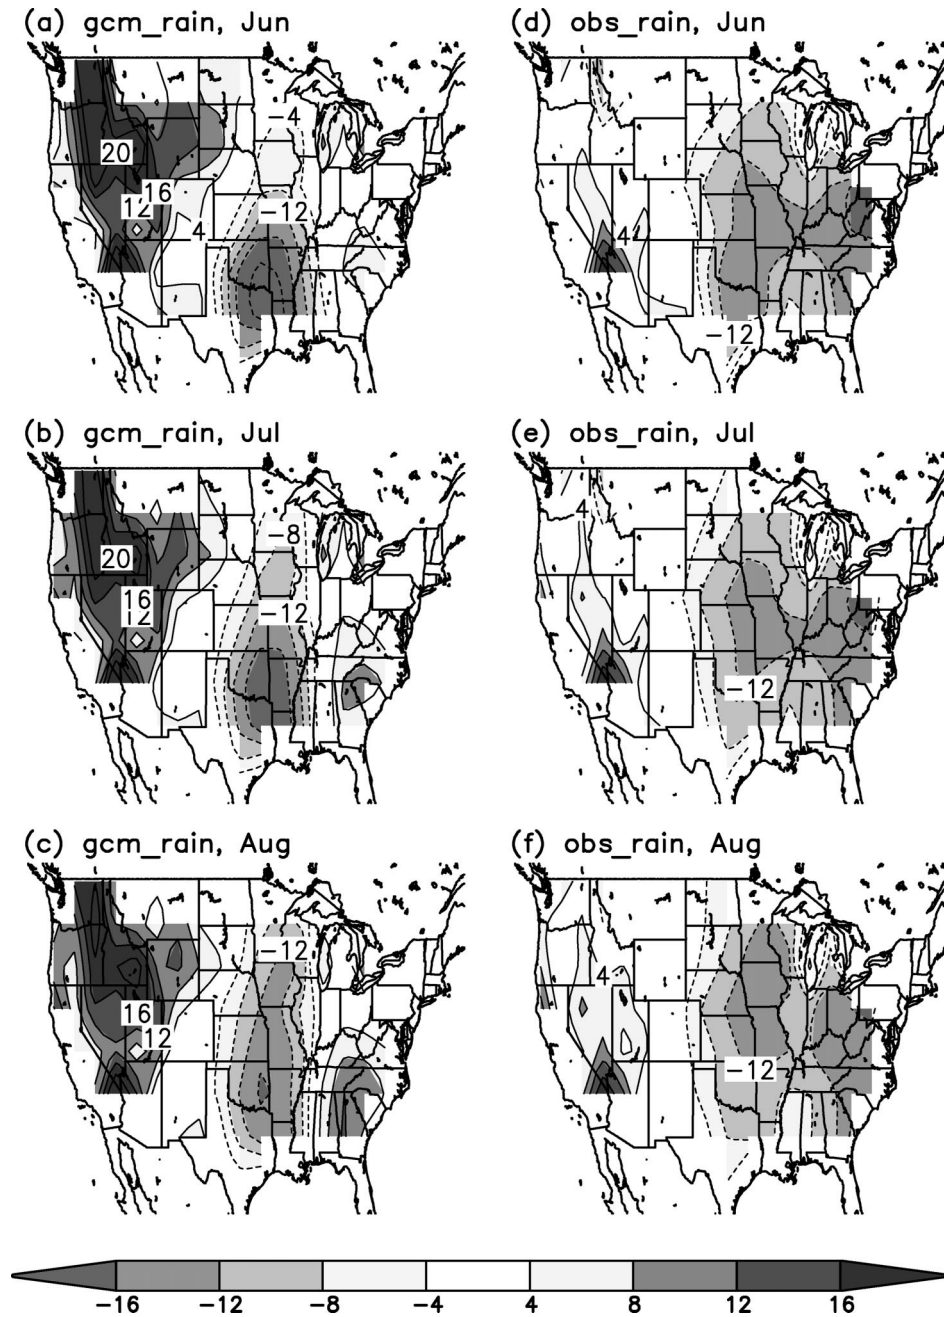 (a) gcm_rain, Jun
(d) obs_rain, Jun
-4
20
16
12
-12
4
4
-12
(b) gcm_rain, Jul
(e) obs_rain, Jul
4
-8
20
16
12
-12
-12
(c) gcm_rain, Aug
(f) obs_rain, Aug
-12
4
16
12
-12
-16 -12 -8 -4 4 8 12 16